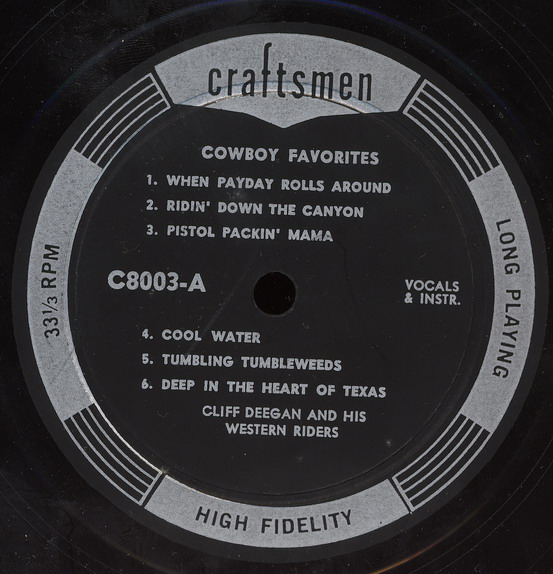 craftsmen
COWBOY FAVORITES
1. WHEN PAYDAY ROLLS AROUND
2. RIDIN' DOWN THE CANYON
3. PISTOL PACKIN' MAMA
C8003-A
VOCALS
& INSTR.
33 1/3 RPM
LONG PLAYING
4. COOL WATER
5. TUMBLING TUMBLEWEEDS
6. DEEP IN THE HEART OF TEXAS
CLIFF DEEGAN AND HIS
WESTERN RIDERS
HIGH FIDELITY